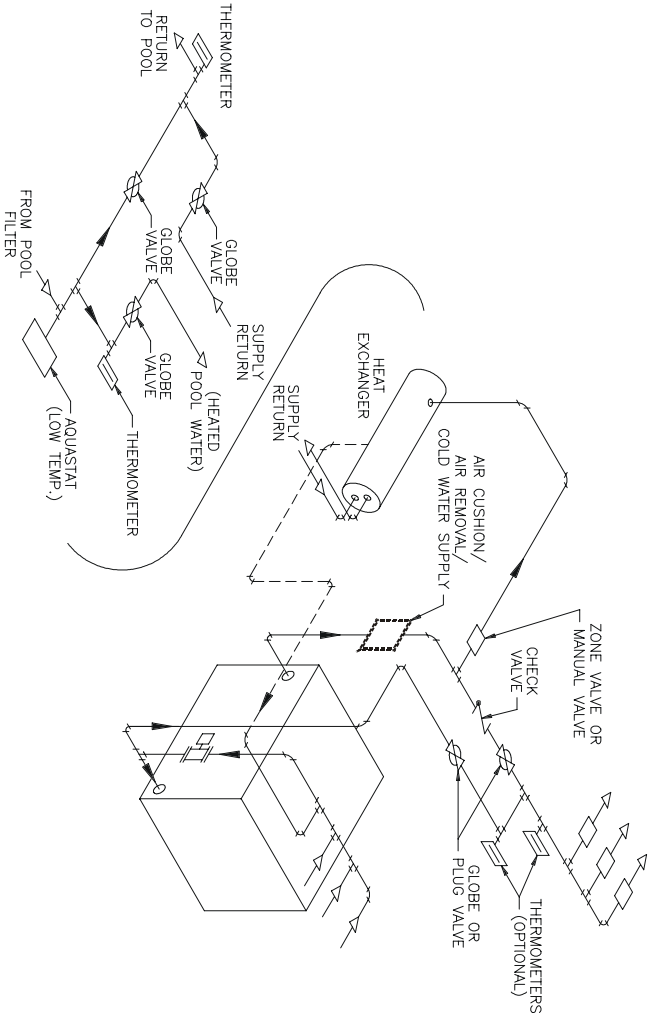 ZONE VALVE OR
MANUAL VALVE
CHECK
VALVE
THERMOMETERS
(OPTIONAL)
AIR CUSHION/
AIR REMOVAL/
COLD WATER SUPPLY
GLOBE OR
PLUG VALVE
HEAT
EXCHANGER
SUPPLY
RETURN
SUPPLY
RETURN
THERMOMETER
GLOBE
VALVE
(HEATED
POOL WATER)
RETURN
TO POOL
GLOBE
VALVE
GLOBE
VALVE
THERMOMETER
AQUASTAT
(LOW TEMP.)
FROM POOL
FILTER